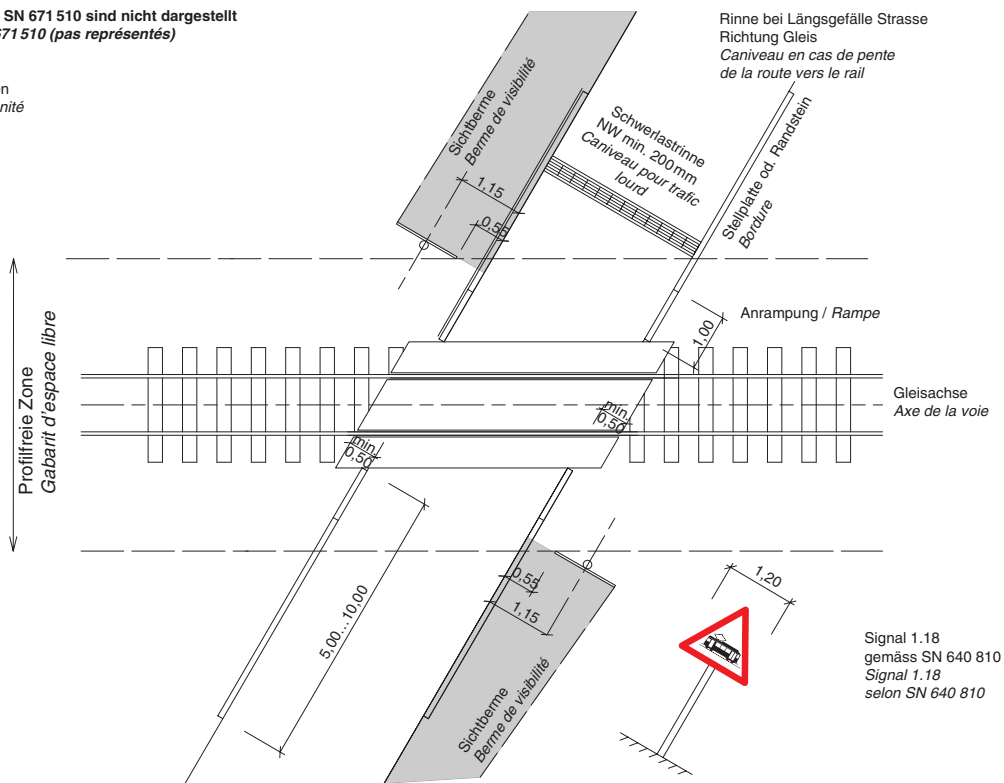 SN 671 510 sind nicht dargestellt
671 510 (pas représentés)
Rinne bei Längsgefälle Strasse
Richtung Gleis
Caniveau en cas de pente
de la route vers le rail
Sichtberme
Berme de visibilité
Schwerlastrinne
NW min. 200 mm
Caniveau pour trafic
lourd
Stellplatte od. Randstein
Bordure
1,15
0,55
Profilfreie Zone
Gabarit d'espace libre
Anrampung / Rampe
1,00
Gleisachse
Axe de la voie
min.
0,50
min.
0,50
5,00...10,00
0,55
1,15
Sichtberme
Berme de visibilité
1,20
Signal 1.18
gemäss SN 640 810
Signal 1.18
selon SN 640 810